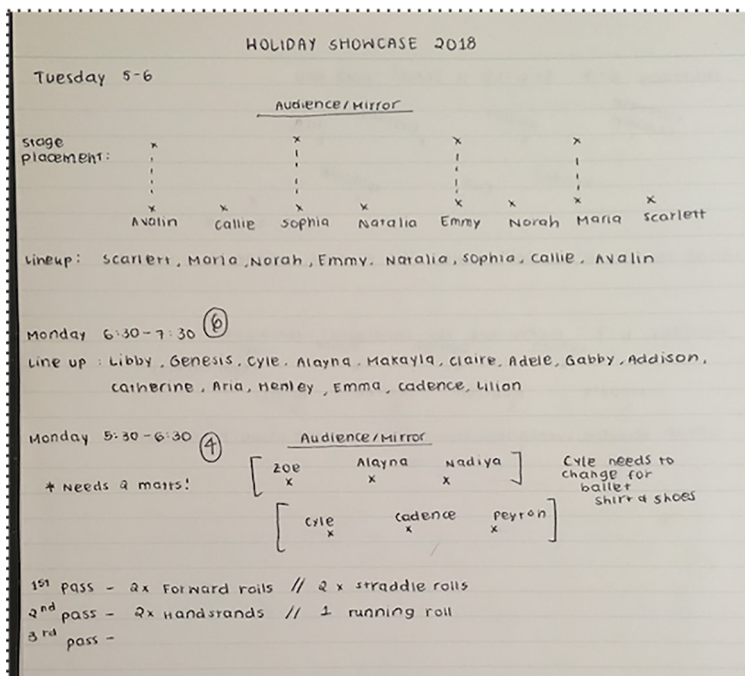 HOLIDAY SHOWCASE 2018
Tuesday 5-6
Audience/Mirror
Stage
placement:
x x x x
x x x x x x x x
Avalin Callie Sophia Natalia Emmy Norah Maria Scarlett
Lineup: Scarlett, Maria, Norah, Emmy, Natalia, Sophia, Callie, Avalin
Monday 6:30-7:30 6
Line up: Libby, Genesis, Cyle, Alayna, Makayla, Claire, Adele, Gabby, Addison,
Catherine, Aria, Henley, Emma, Cadence, Lilion
Monday 5:30-6:30 4
Audience/Mirror
* Needs 2 matts!
[ Zoe Alayna Nadiya ]
x x x
[ Cyle Cadence Peyton ]
x x x
Cyle needs to
change for
ballet
shirt & shoes
1st pass - 2x Forward rolls // 2x straddle rolls
2nd pass - 2x Handstands // 1 running roll
3rd pass -